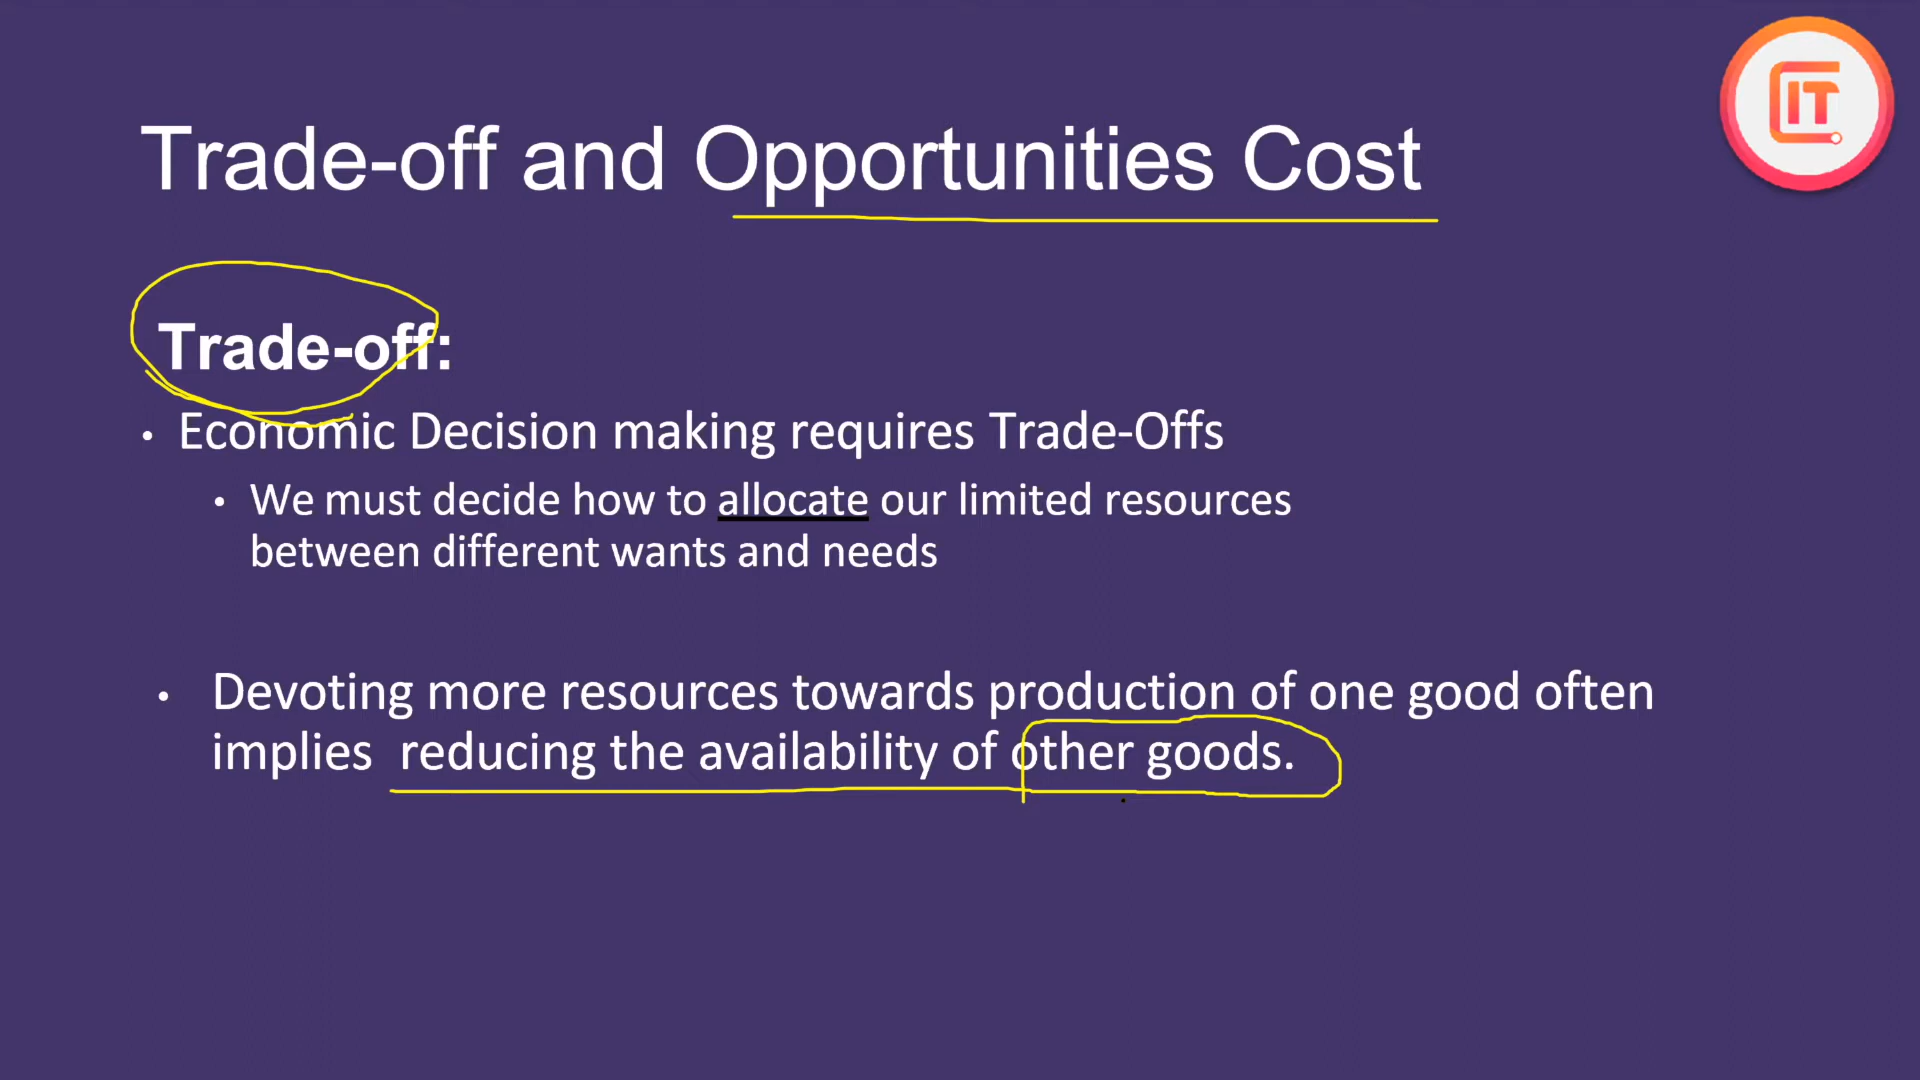 Trade-off and Opportunities Cost
CIT
Trade-off:
• Economic Decision making requires Trade-Offs
• We must decide how to allocate our limited resources
between different wants and needs
• Devoting more resources towards production of one good often
implies reducing the availability of other goods.